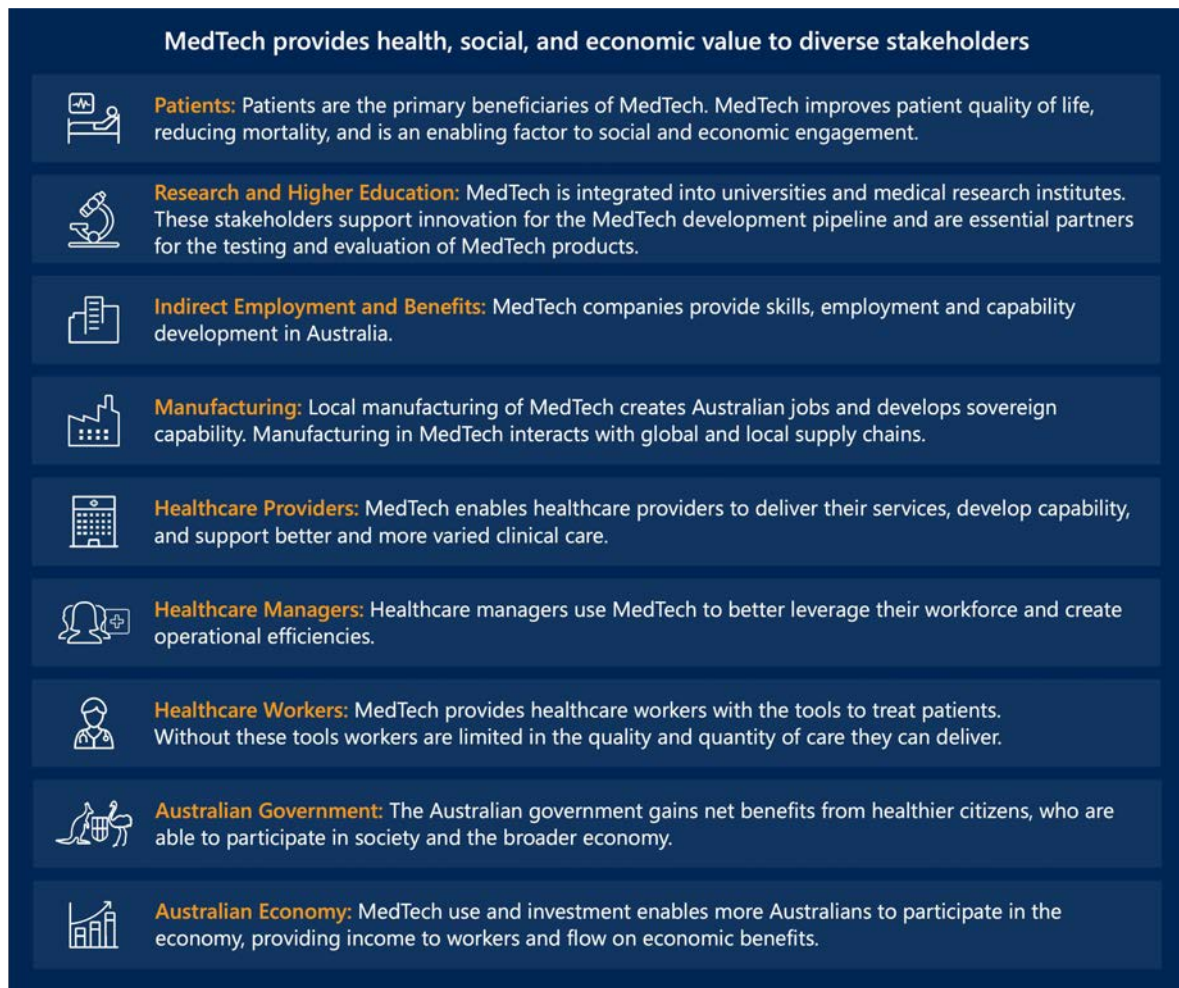 MedTech provides health, social, and economic value to diverse stakeholders
Patients: Patients are the primary beneficiaries of MedTech. MedTech improves patient quality of life,
reducing mortality, and is an enabling factor to social and economic engagement.
Research and Higher Education: MedTech is integrated into universities and medical research institutes.
These stakeholders support innovation for the MedTech development pipeline and are essential partners
for the testing and evaluation of MedTech products.
Indirect Employment and Benefits: MedTech companies provide skills, employment and capability
development in Australia.
Manufacturing: Local manufacturing of MedTech creates Australian jobs and develops sovereign
capability. Manufacturing in MedTech interacts with global and local supply chains.
Healthcare Providers: MedTech enables healthcare providers to deliver their services, develop capability,
and support better and more varied clinical care.
Healthcare Managers: Healthcare managers use MedTech to better leverage their workforce and create
operational efficiencies.
Healthcare Workers: MedTech provides healthcare workers with the tools to treat patients.
Without these tools workers are limited in the quality and quantity of care they can deliver.
Australian Government: The Australian government gains net benefits from healthier citizens, who are
able to participate in society and the broader economy.
Australian Economy: MedTech use and investment enables more Australians to participate in the
economy, providing income to workers and flow on economic benefits.